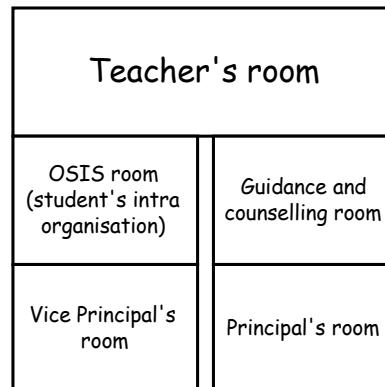 Teacher's room
OSIS room
(student's intra
organisation)
Guidance and
counselling room
Vice Principal's
room
Principal's room